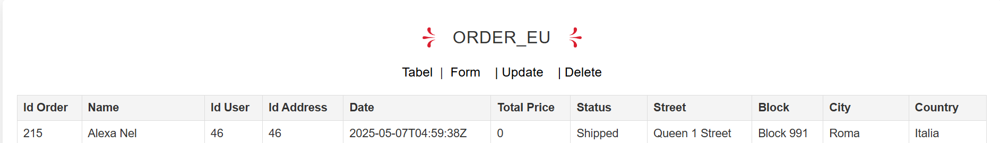 ORDER_EU
Tabel | Form | Update | Delete
Id Order Name Id User Id Address Date Total Price Status Street Block City Country
215 Alexa Nel 46 46 2025-05-07T04:59:38Z 0 Shipped Queen 1 Street Block 991 Roma Italia